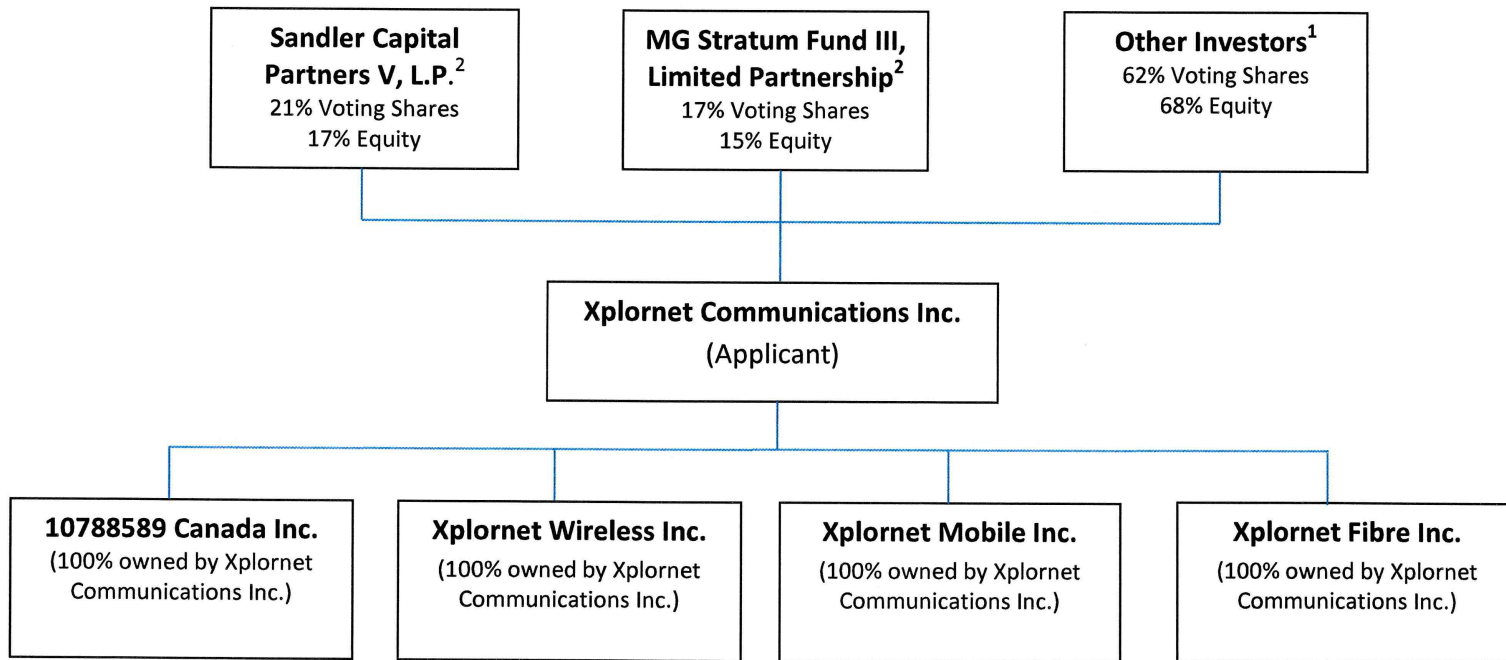 Sandler Capital
Partners V, L.P.²
21% Voting Shares
17% Equity
MG Stratum Fund III,
Limited Partnership²
17% Voting Shares
15% Equity
Other Investors¹
62% Voting Shares
68% Equity
Xplornet Communications Inc.
(Applicant)
10788589 Canada Inc.
(100% owned by Xplornet
Communications Inc.)
Xplornet Wireless Inc.
(100% owned by Xplornet
Communications Inc.)
Xplornet Mobile Inc.
(100% owned by Xplornet
Communications Inc.)
Xplornet Fibre Inc.
(100% owned by Xplornet
Communications Inc.)